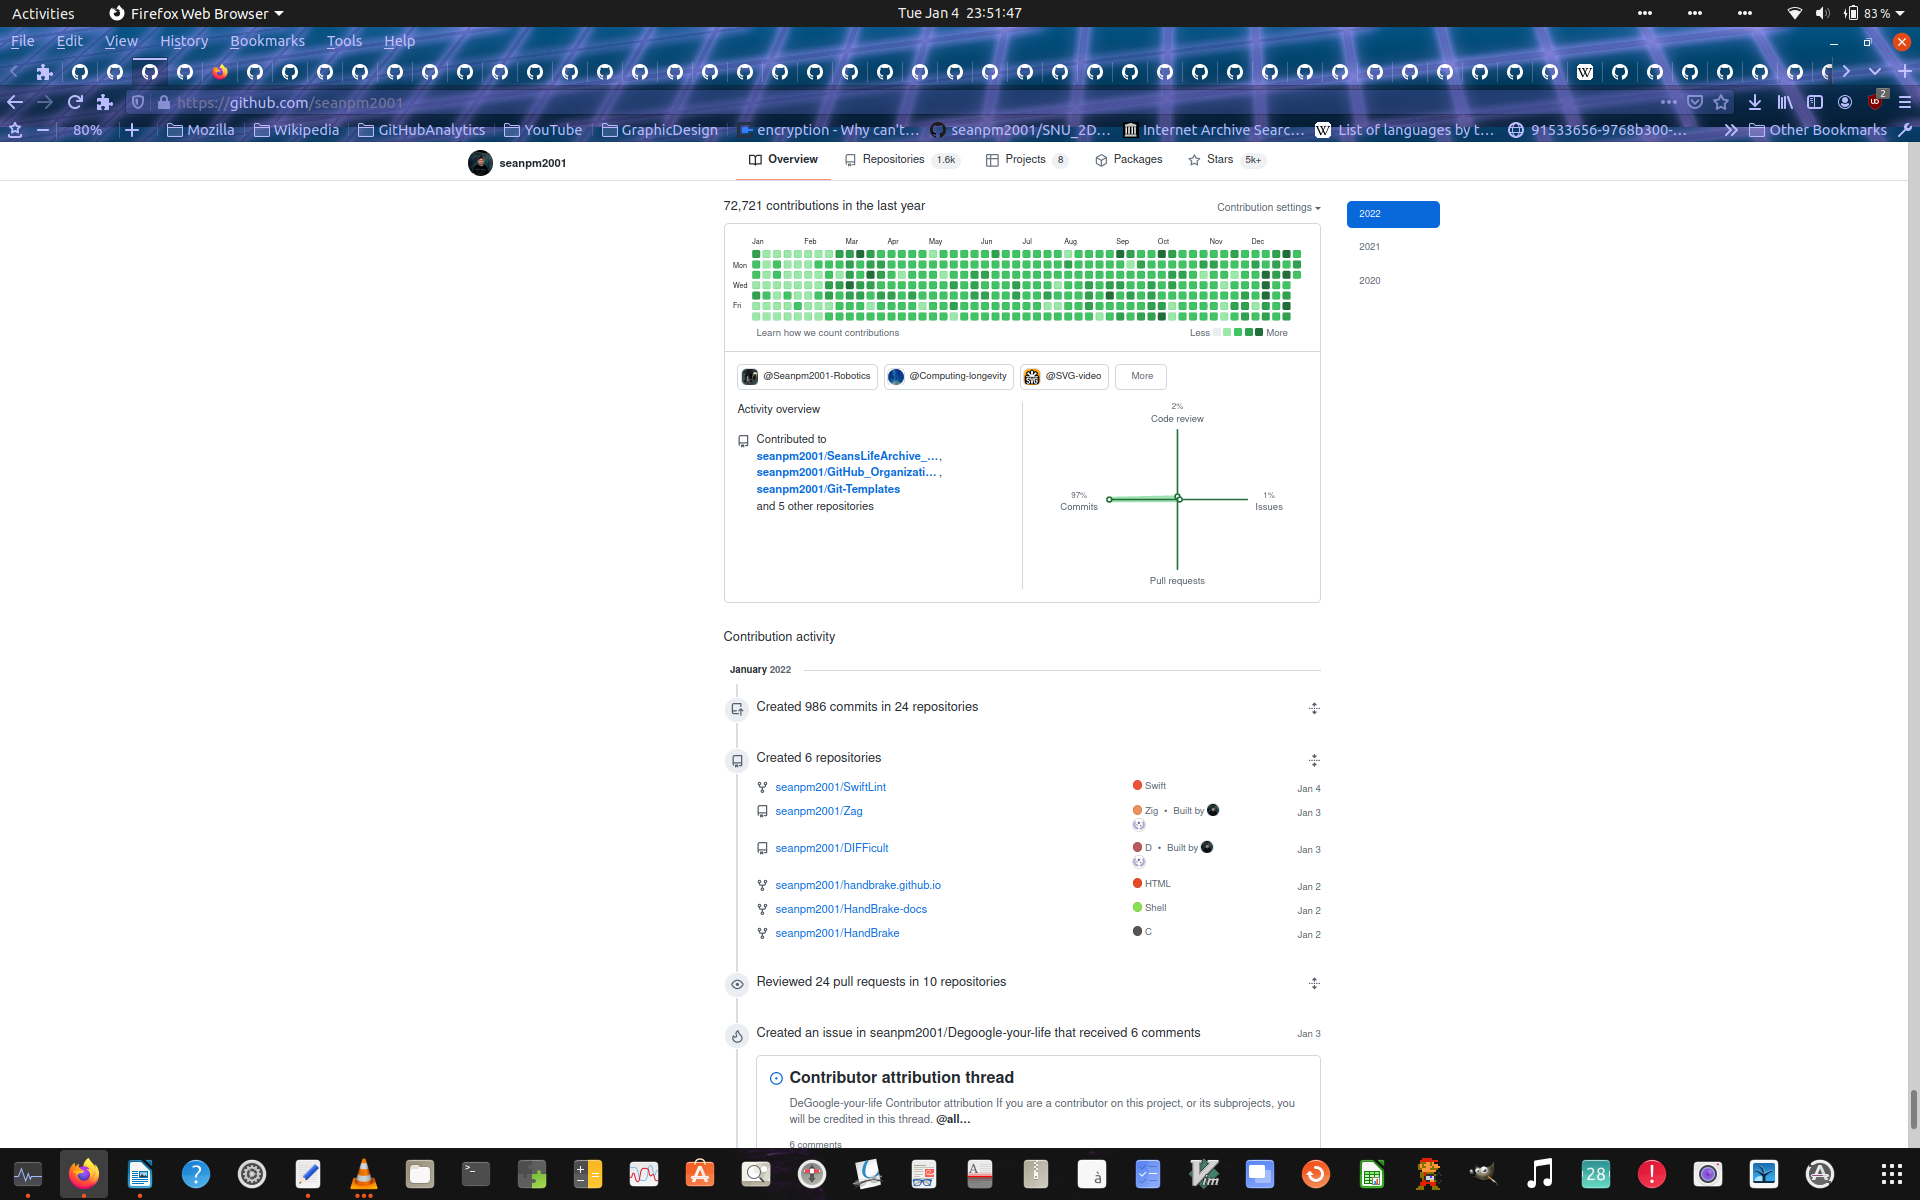 Activities
Firefox Web Browser
Tue Jan 4 23:51:47
83 %
File Edit View History Bookmarks Tools Help
https://github.com/seanpm2001
2
80%
Mozilla
Wikipedia
GitHubAnalytics
YouTube
GraphicDesign
encryption - Why can't…
seanpm2001/SNU_2D…
Internet Archive Searc…
List of languages by t…
91533656-9768b300-…
Other Bookmarks
seanpm2001
Overview
Repositories 1.6k
Projects 8
Packages
Stars 5k+
72,721 contributions in the last year
Contribution settings
2022
2021
2020
Jan Feb Mar Apr May Jun Jul Aug Sep Oct Nov Dec
Mon
Wed
Fri
Learn how we count contributions
Less More
@Seanpm2001-Robotics
@Computing-longevity
@SVG-video
More
Activity overview
Contributed to
seanpm2001/SeansLifeArchive_…,
seanpm2001/GitHub_Organizati… ,
seanpm2001/Git-Templates
and 5 other repositories
2%
Code review
97%
Commits
1%
Issues
Pull requests
Contribution activity
January 2022
Created 986 commits in 24 repositories
Created 6 repositories
seanpm2001/SwiftLint Swift Jan 4
seanpm2001/Zag Zig • Built by Jan 3
seanpm2001/DIFFicult D • Built by Jan 3
seanpm2001/handbrake.github.io HTML Jan 2
seanpm2001/HandBrake-docs Shell Jan 2
seanpm2001/HandBrake C Jan 2
Reviewed 24 pull requests in 10 repositories
Created an issue in seanpm2001/Degoogle-your-life that received 6 comments Jan 3
Contributor attribution thread
DeGoogle-your-life Contributor attribution If you are a contributor on this project, or its subprojects, you
will be credited in this thread. @all…
6 comments
28